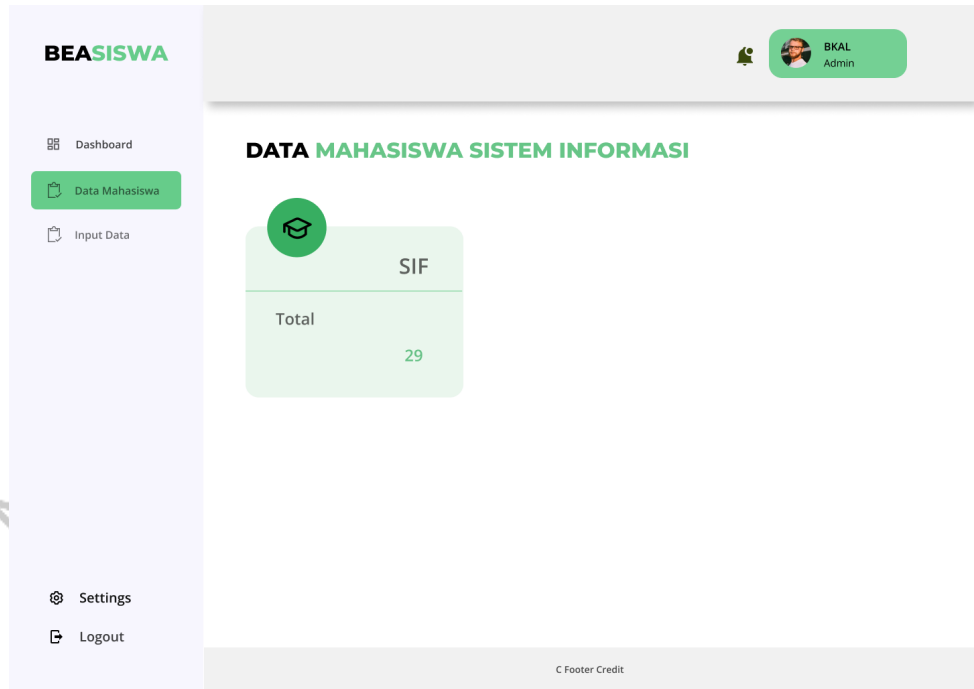 BEASISWA
BKAL
Admin
Dashboard
Data Mahasiswa
Input Data
DATA MAHASISWA SISTEM INFORMASI
SIF
Total
29
Settings
Logout
C Footer Credit